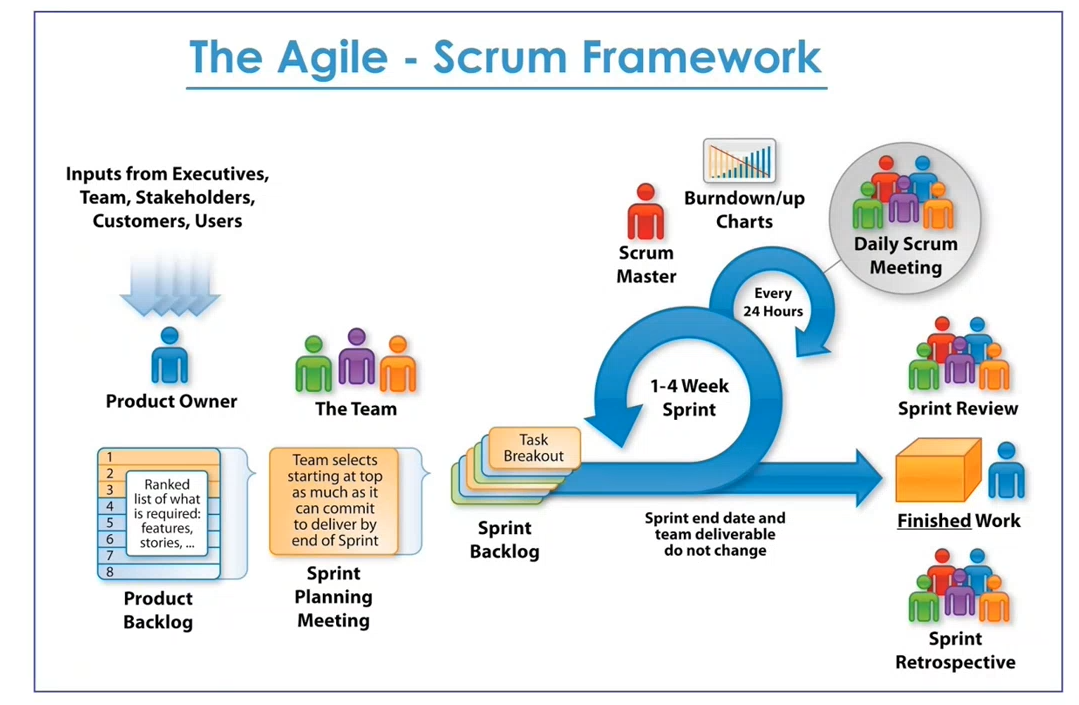 The Agile - Scrum Framework
Inputs from Executives,
Team, Stakeholders,
Customers, Users
Product Owner
The Team
1
2
3
4
5
6
7
8
Ranked
list of what
is required:
features,
stories, ...
Product
Backlog
Team selects
starting at top
as much as it
can commit
to deliver by
end of Sprint
Sprint
Planning
Meeting
Task
Breakout
Sprint
Backlog
Scrum
Master
Burndown/up
Charts
Daily Scrum
Meeting
Every
24 Hours
1-4 Week
Sprint
Sprint end date and
team deliverable
do not change
Sprint Review
Finished Work
Sprint
Retrospective